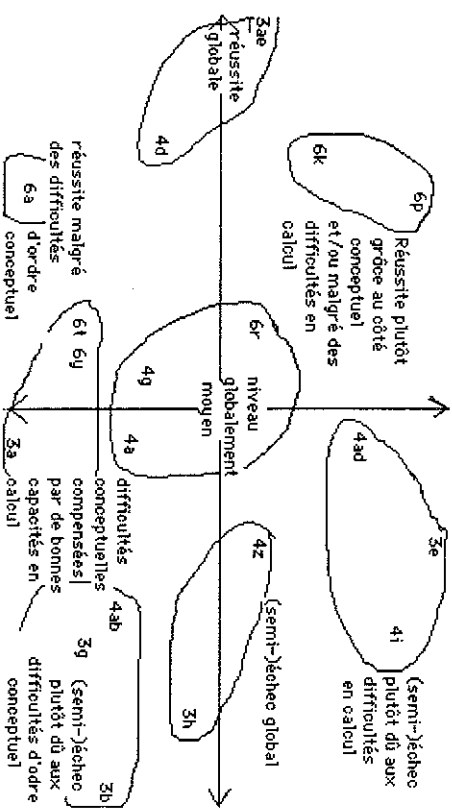 3e
4ad
4i
(semi-)échec
plutôt dû aux
difficultés
en calcul
6p
6k
Réussite plutôt
grâce au côté
conceptuel
et/ou malgré des
difficultés en
calcul
(semi-)échec global
4z
3h
3ae
réussite
globale
4d
6r
niveau
globalement
moyen
4g
4a
difficultés
conceptuelles
compensées
par de bonnes
capacités en
calcul
6t 6y
3a
4ab
3g
3b
(semi-)échec
plutôt dû aux
difficultés d'odre
conceptuel
réussite malgré
des difficultés
d'ordre
conceptuel
6a